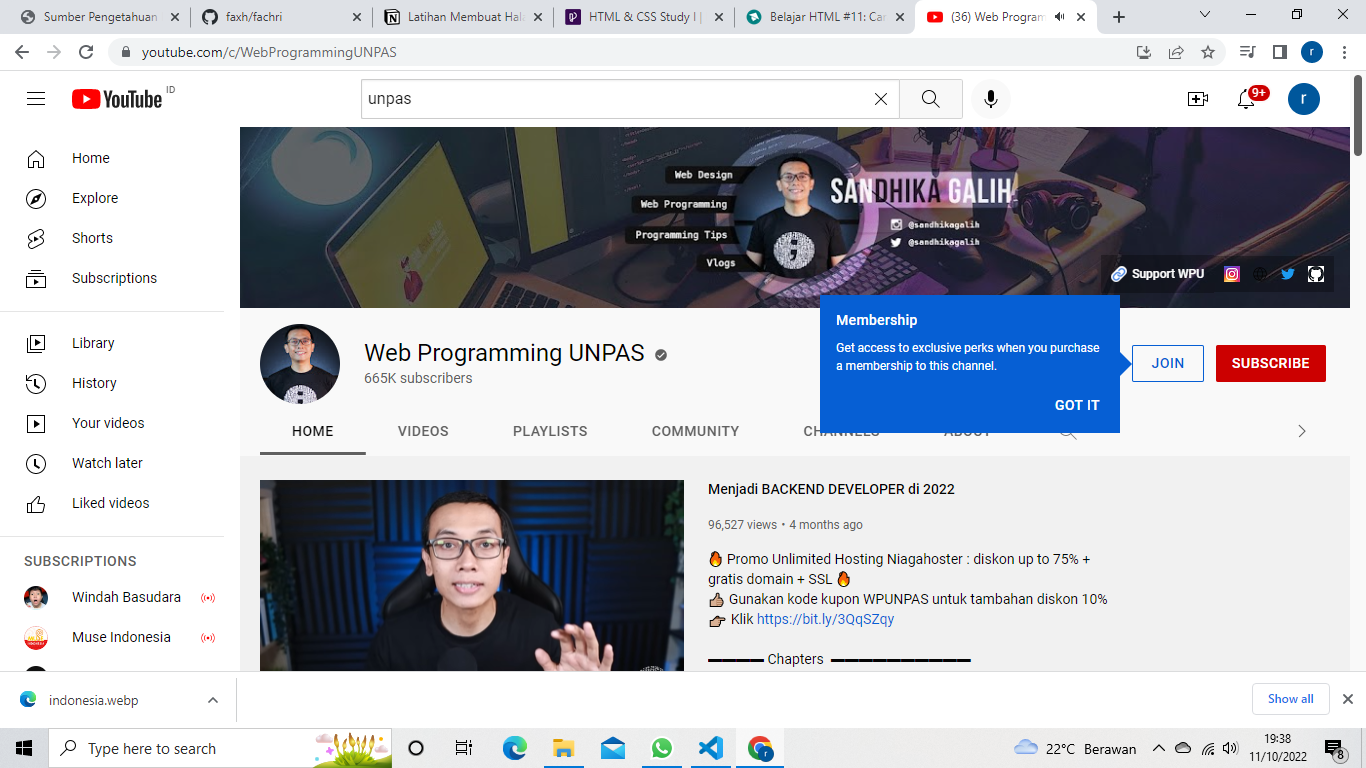 Sumber Pengetahuan
faxh/fachri
Latihan Membuat Hal
HTML & CSS Study I |
Belajar HTML #11: Car
(36) Web Program
youtube.com/c/WebProgrammingUNPAS
r
YouTube ID
unpas
9+
r
Home
Explore
Shorts
Subscriptions
Library
History
Your videos
Watch later
Liked videos
SUBSCRIPTIONS
Windah Basudara
Muse Indonesia
Web Design
Web Programming
Programming Tips
Vlogs
SANDHIKA GALIH
@sandhikagalih
@sandhikagalih
Support WPU
Web Programming UNPAS
665K subscribers
Membership
Get access to exclusive perks when you purchase
a membership to this channel.
GOT IT
JOIN
SUBSCRIBE
HOME
VIDEOS
PLAYLISTS
COMMUNITY
CHANNELS
ABOUT
Menjadi BACKEND DEVELOPER di 2022
96,527 views • 4 months ago
🔥 Promo Unlimited Hosting Niagahoster : diskon up to 75% +
gratis domain + SSL 🔥
👍🏼 Gunakan kode kupon WPUNPAS untuk tambahan diskon 10%
👉🏼 Klik https://bit.ly/3QqSZqy
▬▬▬▬ Chapters ▬▬▬▬▬▬▬▬▬▬
indonesia.webp
Show all
Type here to search
22°C Berawan
19:38
11/10/2022
8